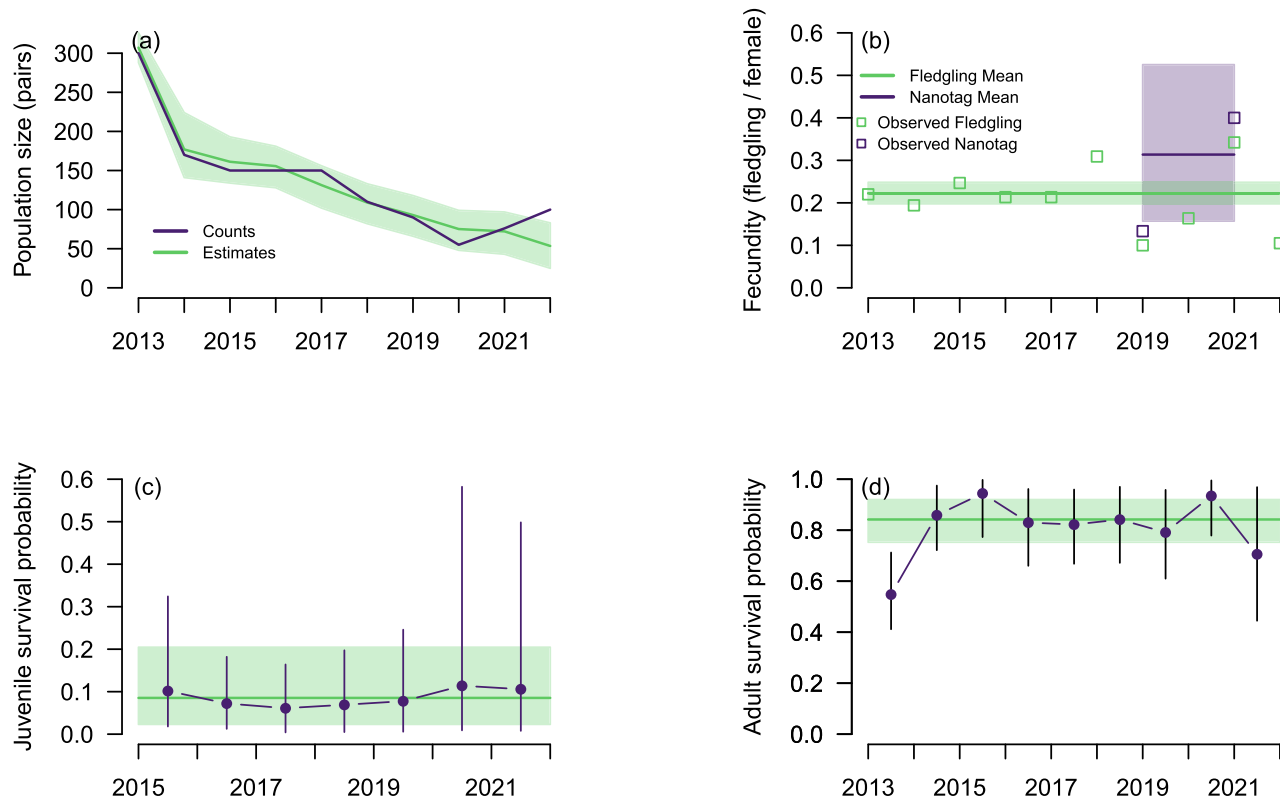 (a)
Population size (pairs)
300
250
200
150
100
50
0
Counts
Estimates
2013 2015 2017 2019 2021
(b)
Fecundity (fledgling / female)
0.6
0.5
0.4
0.3
0.2
0.1
0.0
Fledgling Mean
Nanotag Mean
Observed Fledgling
Observed Nanotag
2013 2015 2017 2019 2021
(c)
Juvenile survival probability
0.6
0.5
0.4
0.3
0.2
0.1
0.0
2015 2017 2019 2021
(d)
Adult survival probability
1.0
0.8
0.6
0.4
0.2
0.0
2013 2015 2017 2019 2021